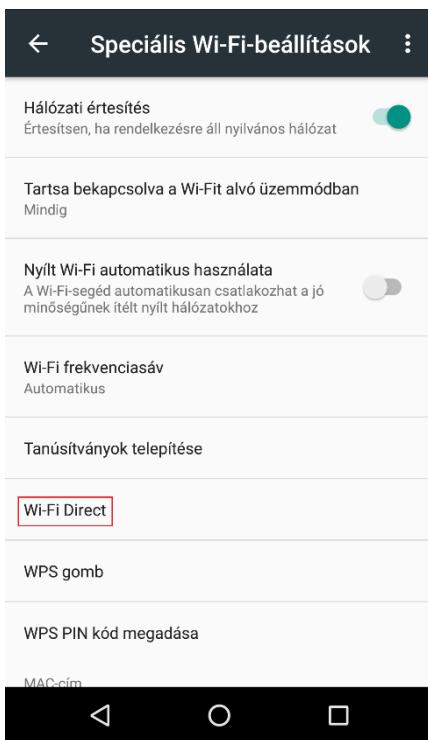 Speciális Wi-Fi-beállítások
Hálózati értesítés
Értesítsen, ha rendelkezésre áll nyilvános hálózat
Tartsa bekapcsolva a Wi-Fit alvó üzemmódban
Mindig
Nyílt Wi-Fi automatikus használata
A Wi-Fi-segéd automatikusan csatlakozhat a jó
minőségűnek ítélt nyílt hálózatokhoz
Wi-Fi frekvenciasáv
Automatikus
Tanúsítványok telepítése
Wi-Fi Direct
WPS gomb
WPS PIN kód megadása
MAC-cím